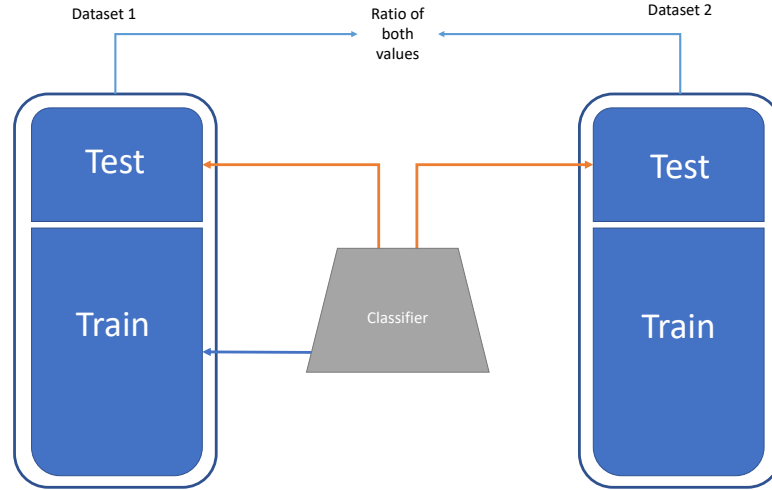 Dataset 1
Ratio of
both
values
Dataset 2
Test
Test
Train
Classifier
Train